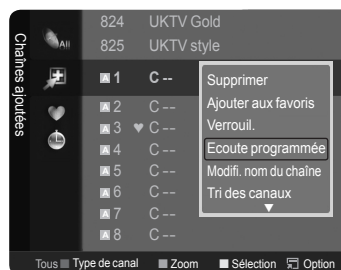 Chaînes ajoutées
All
824 UKTV Gold
825 UKTV style
A 1 C --
A 2 C --
A 3 ♥ C --
A 4 C --
A 5 C --
A 6 C --
A 7 C --
A 8 C --
Supprimer
Ajouter aux favoris
Verrouil.
Ecoute programmée
Modifi. nom du chaîne
Tri des canaux
Tous Type de canal Zoom Sélection Option